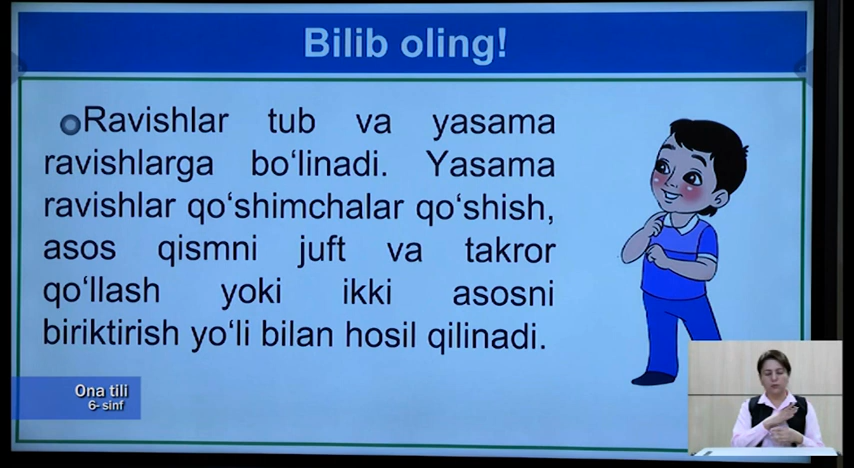 Bilib oling!
Ravishlar tub va yasama
ravishlarga bo‘linadi. Yasama
ravishlar qo‘shimchalar qo‘shish,
asos qismni juft va takror
qo‘llash yoki ikki asosni
biriktirish yo‘li bilan hosil qilinadi.
Ona tili
6- sinf